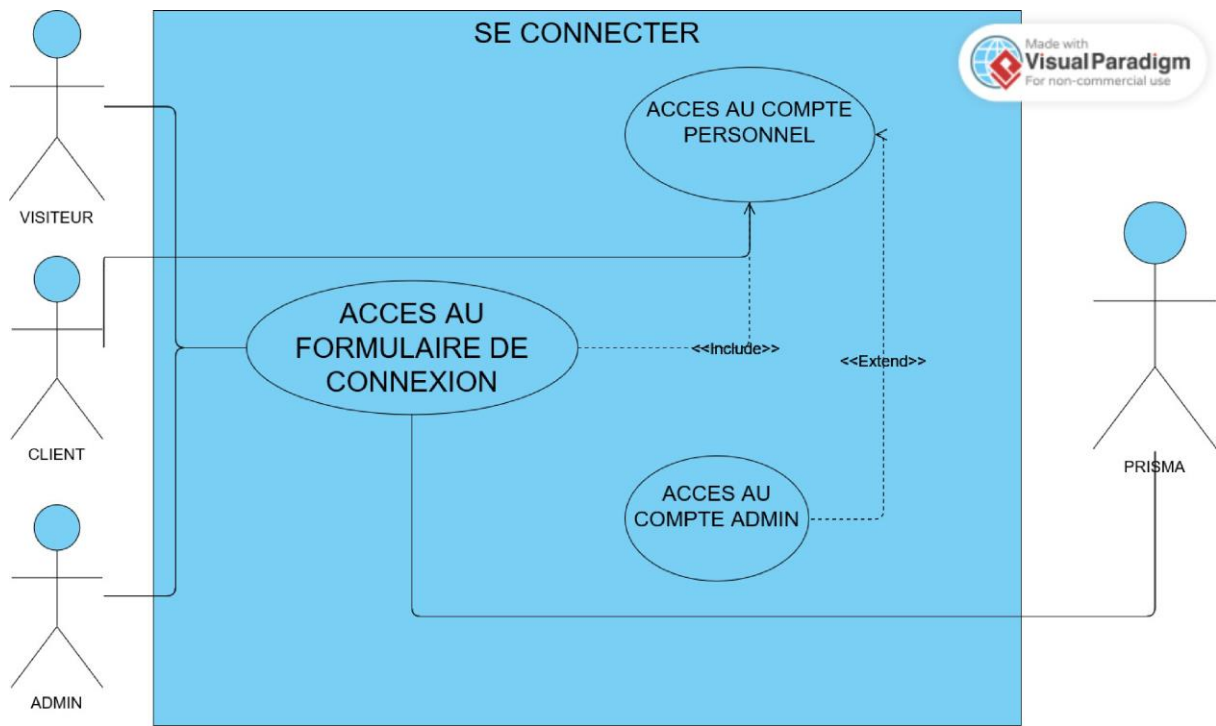 SE CONNECTER
Made with
Visual Paradigm
For non-commercial use
ACCES AU COMPTE
PERSONNEL
VISITEUR
ACCES AU
FORMULAIRE DE
CONNEXION
<<Include>>
<<Extend>>
CLIENT
PRISMA
ACCES AU
COMPTE ADMIN
ADMIN